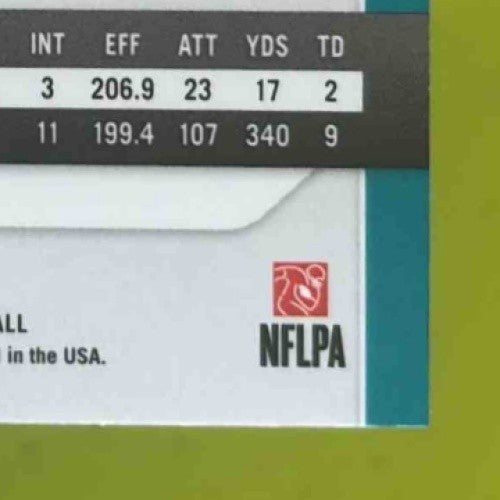 INT EFF ATT YDS TD
3 206.9 23 17 2
11 199.4 107 340 9
ALL
in the USA.
NFLPA